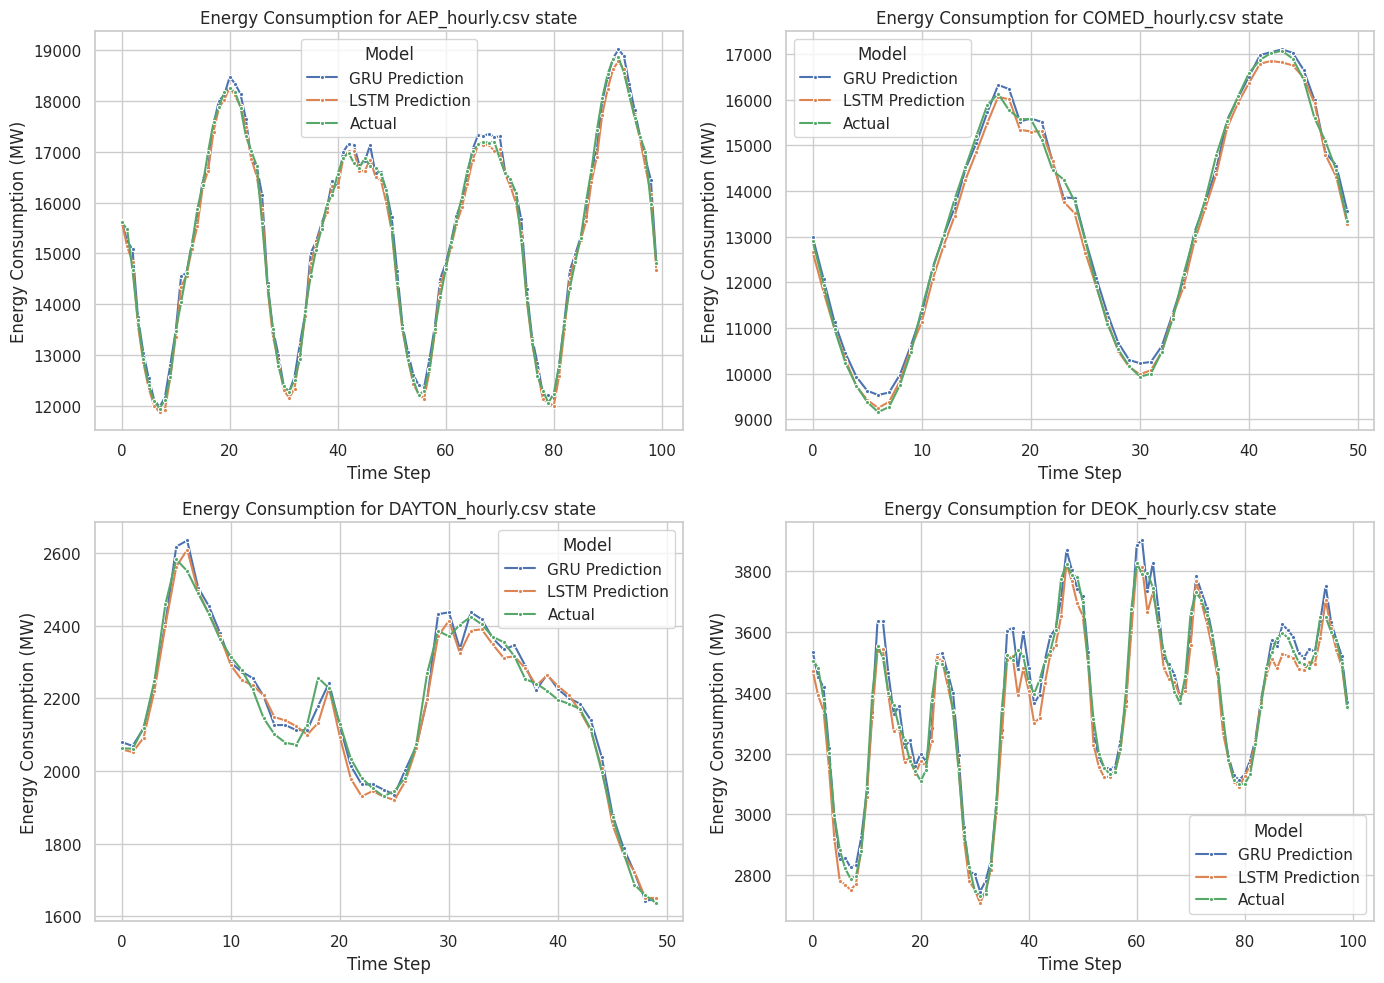 Energy Consumption for AEP_hourly.csv state
Energy Consumption (MW)
19000
18000
17000
16000
15000
14000
13000
12000
Model
GRU Prediction
LSTM Prediction
Actual
0
20
40
60
80
100
Time Step
Energy Consumption for COMED_hourly.csv state
Energy Consumption (MW)
17000
16000
15000
14000
13000
12000
11000
10000
9000
Model
GRU Prediction
LSTM Prediction
Actual
0
10
20
30
40
50
Time Step
Energy Consumption for DAYTON_hourly.csv state
Energy Consumption (MW)
2600
2400
2200
2000
1800
1600
Model
GRU Prediction
LSTM Prediction
Actual
0
10
20
30
40
50
Time Step
Energy Consumption for DEOK_hourly.csv state
Energy Consumption (MW)
3800
3600
3400
3200
3000
2800
Model
GRU Prediction
LSTM Prediction
Actual
0
20
40
60
80
100
Time Step